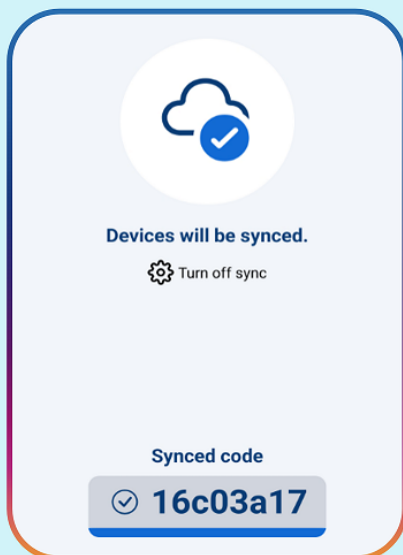 Devices will be synced.
Turn off sync
Synced code
16c03a17